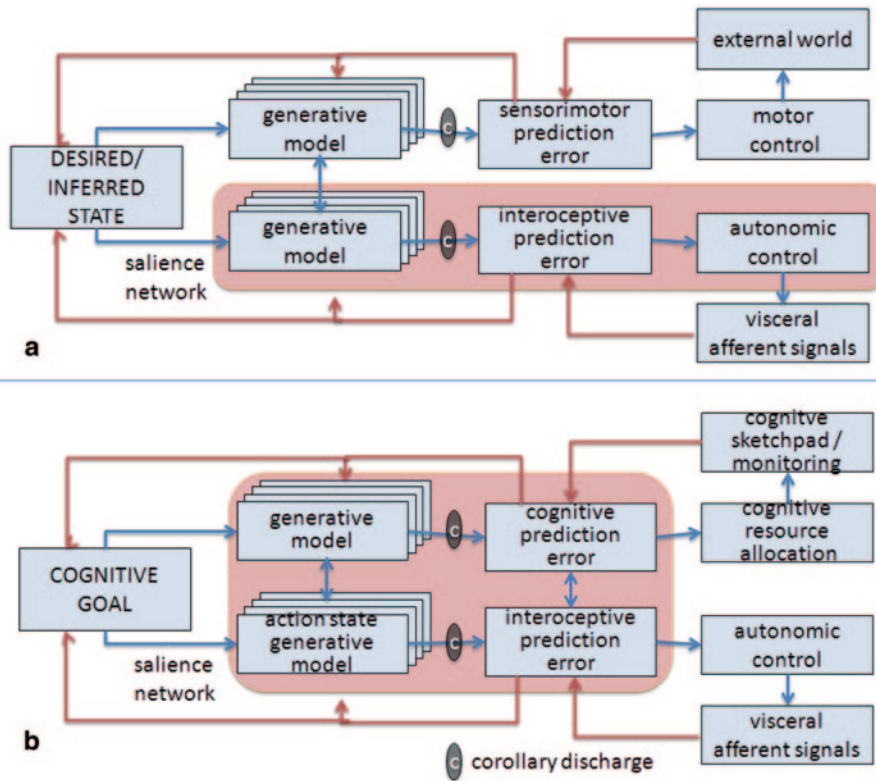 external world
generative
model
c
sensorimotor
prediction
error
motor
control
DESIRED/
INFERRED
STATE
generative
model
c
interoceptive
prediction
error
autonomic
control
salience
network
visceral
afferent signals
a
cognitve
sketchpad /
monitoring
generative
model
c
cognitive
prediction
error
cognitive
resource
allocation
COGNITIVE
GOAL
action state
generative
model
c
interoceptive
prediction
error
autonomic
control
salience
network
visceral
afferent signals
b
c corollary discharge